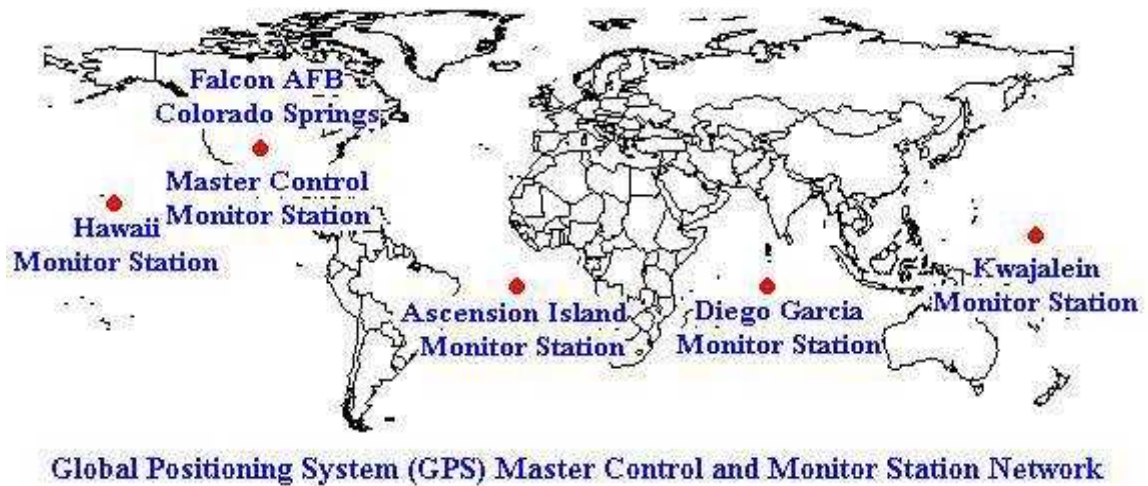 Falcon AFB
Colorado Springs
Master Control
Monitor Station
Hawaii
Monitor Station
Ascension Island
Monitor Station
Diego Garcia
Monitor Station
Kwajalein
Monitor Station
Global Positioning System (GPS) Master Control and Monitor Station Network